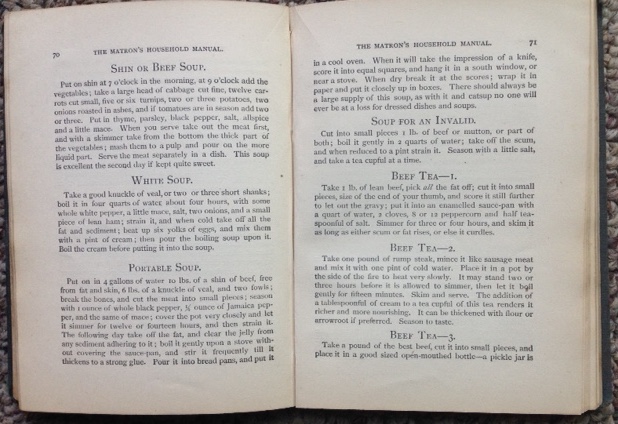 70
THE MATRON'S HOUSEHOLD MANUAL.
SHIN OR BEEF SOUP.
Put on shin at 7 o'clock in the morning, at 9 o'clock add the
vegetables; take a large head of cabbage cut fine, twelve car-
rots cut small, five or six turnips, two or three potatoes, two
onions roasted in ashes, and if tomatoes are in season add two
or three. Put in thyme, parsley, black pepper, salt, allspice
and a little mace. When you serve take out the meat first,
and with a skimmer take from the bottom the thick part of
the vegetables; mash them to a pulp and pour on the more
liquid part. Serve the meat separately in a dish. This soup
is excellent the second day if kept quite sweet.
WHITE SOUP.
Take a good knuckle of veal, or two or three short shanks;
boil it in four quarts of water about four hours, with some
whole white pepper, a little mace, salt, two onions, and a small
piece of lean ham; strain it, and when cold take off all the
fat and sediment; beat up six yolks of eggs, and mix them
with a pint of cream; then pour the boiling soup upon it.
Boil the cream before putting it into the soup.
PORTABLE SOUP.
Put on in 4 gallons of water 10 lbs. of a shin of beef, free
from fat and skin, 6 lbs. of a knuckle of veal, and two fowls;
break the bones, and cut the meat into small pieces; season
with 1 ounce of whole black pepper, ½ ounce of Jamaica pep-
per, and the same of mace; cover the pot very closely and let
it simmer for twelve or fourteen hours, and then strain it.
The following day take off the fat, and clear the jelly from
any sediment adhering to it; boil it gently upon a stove with-
out covering the sauce-pan, and stir it frequently till it
thickens to a strong glue. Pour it into bread pans, and put it
THE MATRON'S HOUSEHOLD MANUAL.
71
in a cool oven. When it will take the impression of a knife,
score it into equal squares, and hang it in a south window, or
near a stove. When dry break it at the scores; wrap it in
paper and put it closely up in boxes. There should always be
a large supply of this soup, as with it and catsup no one will
ever be at a loss for dressed dishes and soups.
SOUP FOR AN INVALID.
Cut into small pieces 1 lb. of beef or mutton, or part of
both; boil it gently in 2 quarts of water; take off the scum,
and when reduced to a pint strain it. Season with a little salt,
and take a tea cupful at a time.
BEEF TEA—1.
Take 1 lb. of lean beef, pick all the fat off; cut it into small
pieces, size of the end of your thumb, and score it still further
to let out the gravy; put it into an enamelled sauce-pan with
a quart of water, 2 cloves, 8 or 12 peppercorn and half tea-
spoonful of salt. Simmer for three or four hours, and skim it
as long as either scum or fat rises, or else it curdles.
BEEF TEA—2.
Take one pound of rump steak, mince it like sausage meat
and mix it with one pint of cold water. Place it in a pot by
the side of the fire to heat very slowly. It may stand two or
three hours before it is allowed to simmer, then let it boil
gently for fifteen minutes. Skim and serve. The addition of
a tablespoonful of cream to a tea cupful of this tea renders it
richer and more nourishing. It can be thickened with flour or
arrowroot if preferred. Season to taste.
BEEF TEA—3.
Take a pound of the best beef, cut it into small pieces, and
place it in a good sized open-mouthed bottle—a pickle jar is